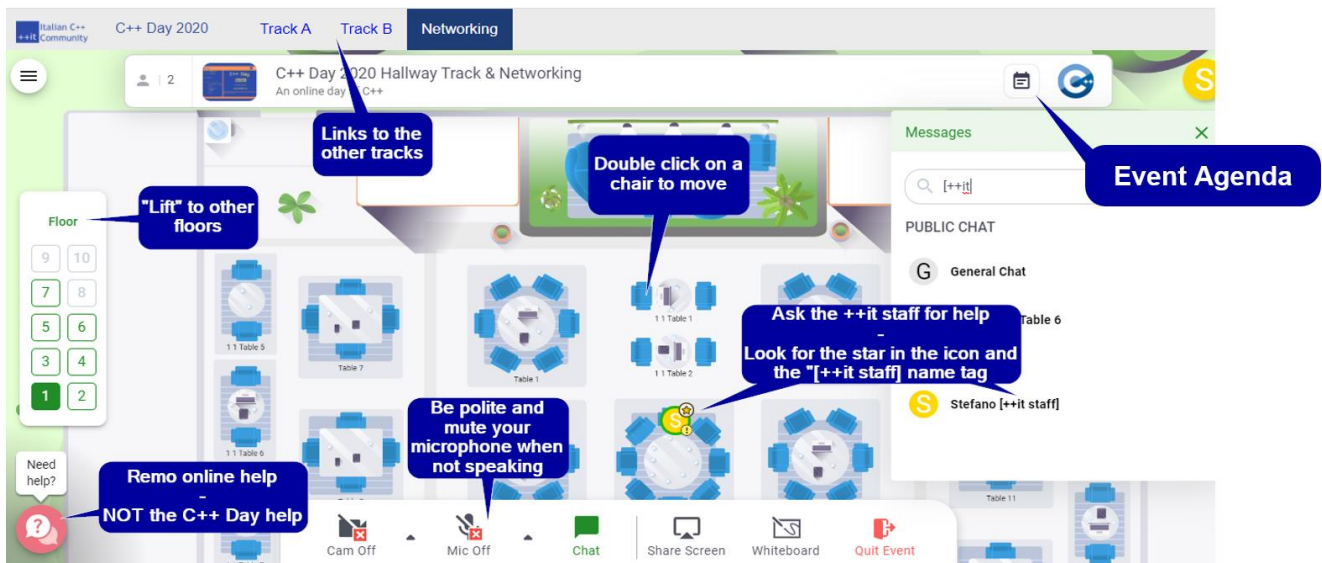 Italian C++
++it Community
C++ Day 2020
Track A
Track B
Networking
2
C++ Day 2020 Hallway Track & Networking
An online day C++
Links to the
other tracks
Double click on a
chair to move
Event Agenda
Messages
[++it
PUBLIC CHAT
G General Chat
Table 6
S Stefano [++it staff]
S
"Lift" to other
floors
Floor
9 10
7 8
5 6
3 4
1 2
1 1 Table 5
Table 7
Table 1
1 1 Table 1
1 1 Table 2
Ask the ++it staff for help
-
Look for the star in the icon and
the "[++it staff] name tag
S
1 1 Table 6
Be polite and
mute your
microphone when
not speaking
Table 11
Need
help?
Remo online help
-
NOT the C++ Day help
Cam Off
Mic Off
Chat
Share Screen
Whiteboard
Quit Event